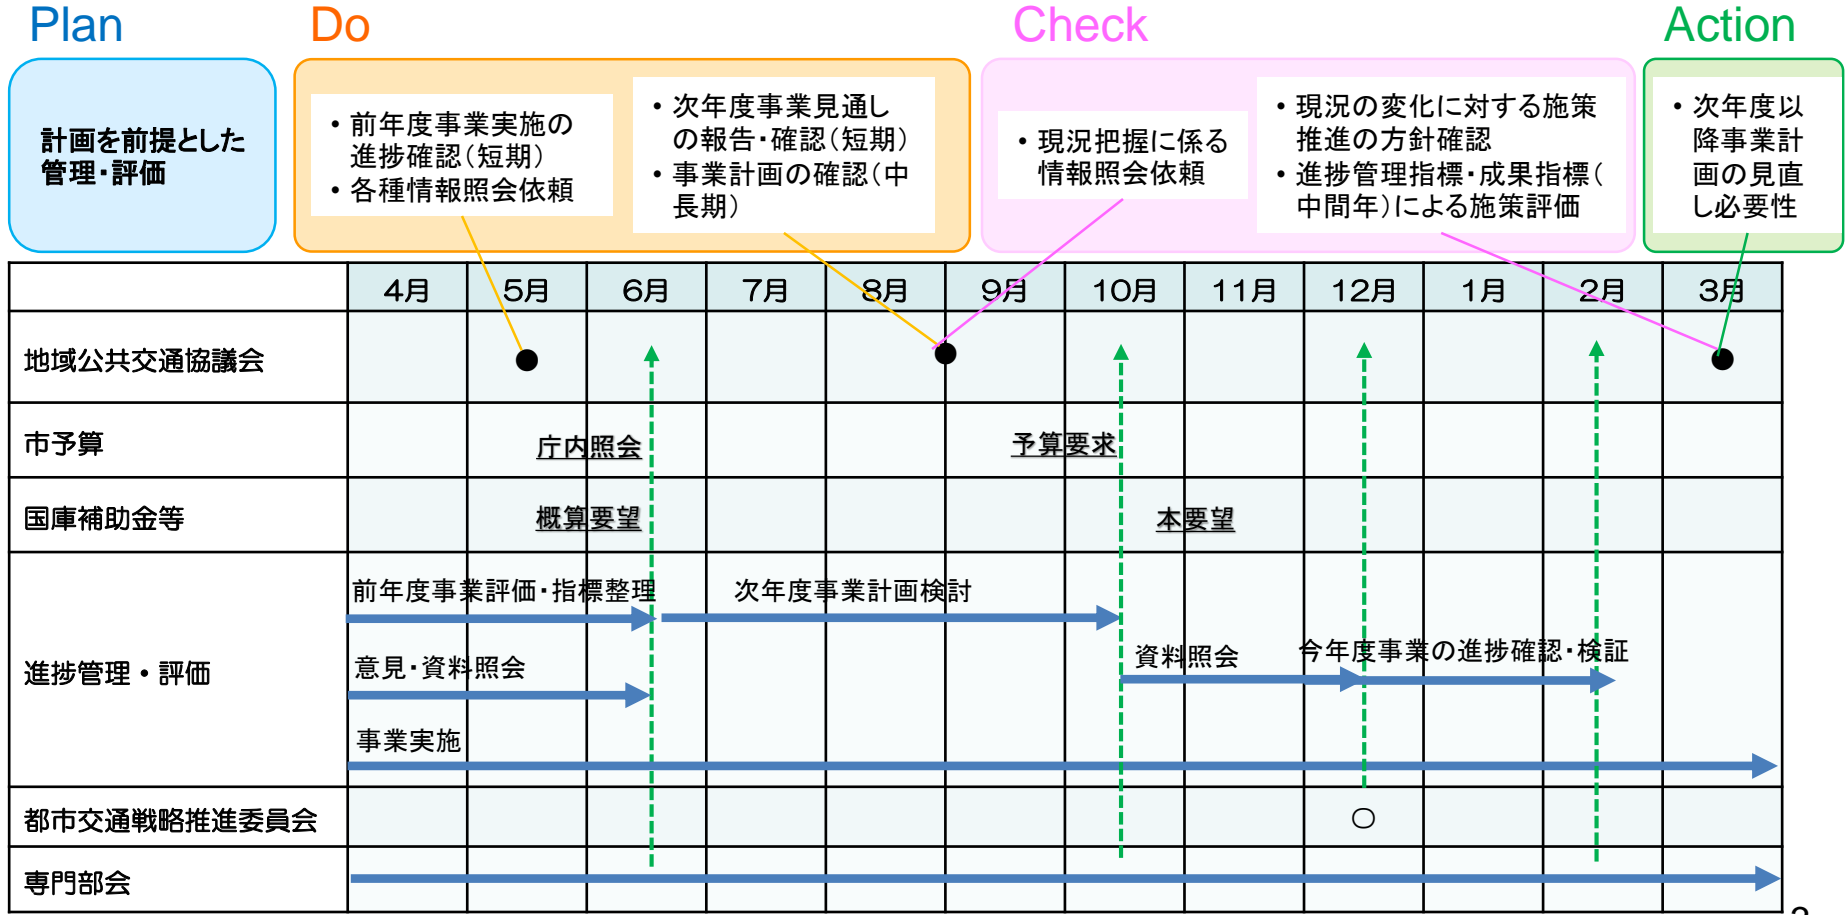 Plan
Do
Check
Action
計画を前提とした
管理・評価
・前年度事業実施の
進捗確認（短期）
・各種情報照会依頼
・次年度事業見通し
の報告・確認（短期）
・事業計画の確認（中
長期）
・現況把握に係る
情報照会依頼
・現況の変化に対する施策
推進の方針確認
・進捗管理指標・成果指標（
中間年）による施策評価
・次年度以
降事業計
画の見直
し必要性
4月 5月 6月 7月 8月 9月 10月 11月 12月 1月 2月 3月
地域公共交通協議会
市予算
庁内照会
予算要求
国庫補助金等
概算要望
本要望
進捗管理・評価
前年度事業評価・指標整理
次年度事業計画検討
意見・資料照会
資料照会
今年度事業の進捗確認・検証
事業実施
都市交通戦略推進委員会
○
専門部会